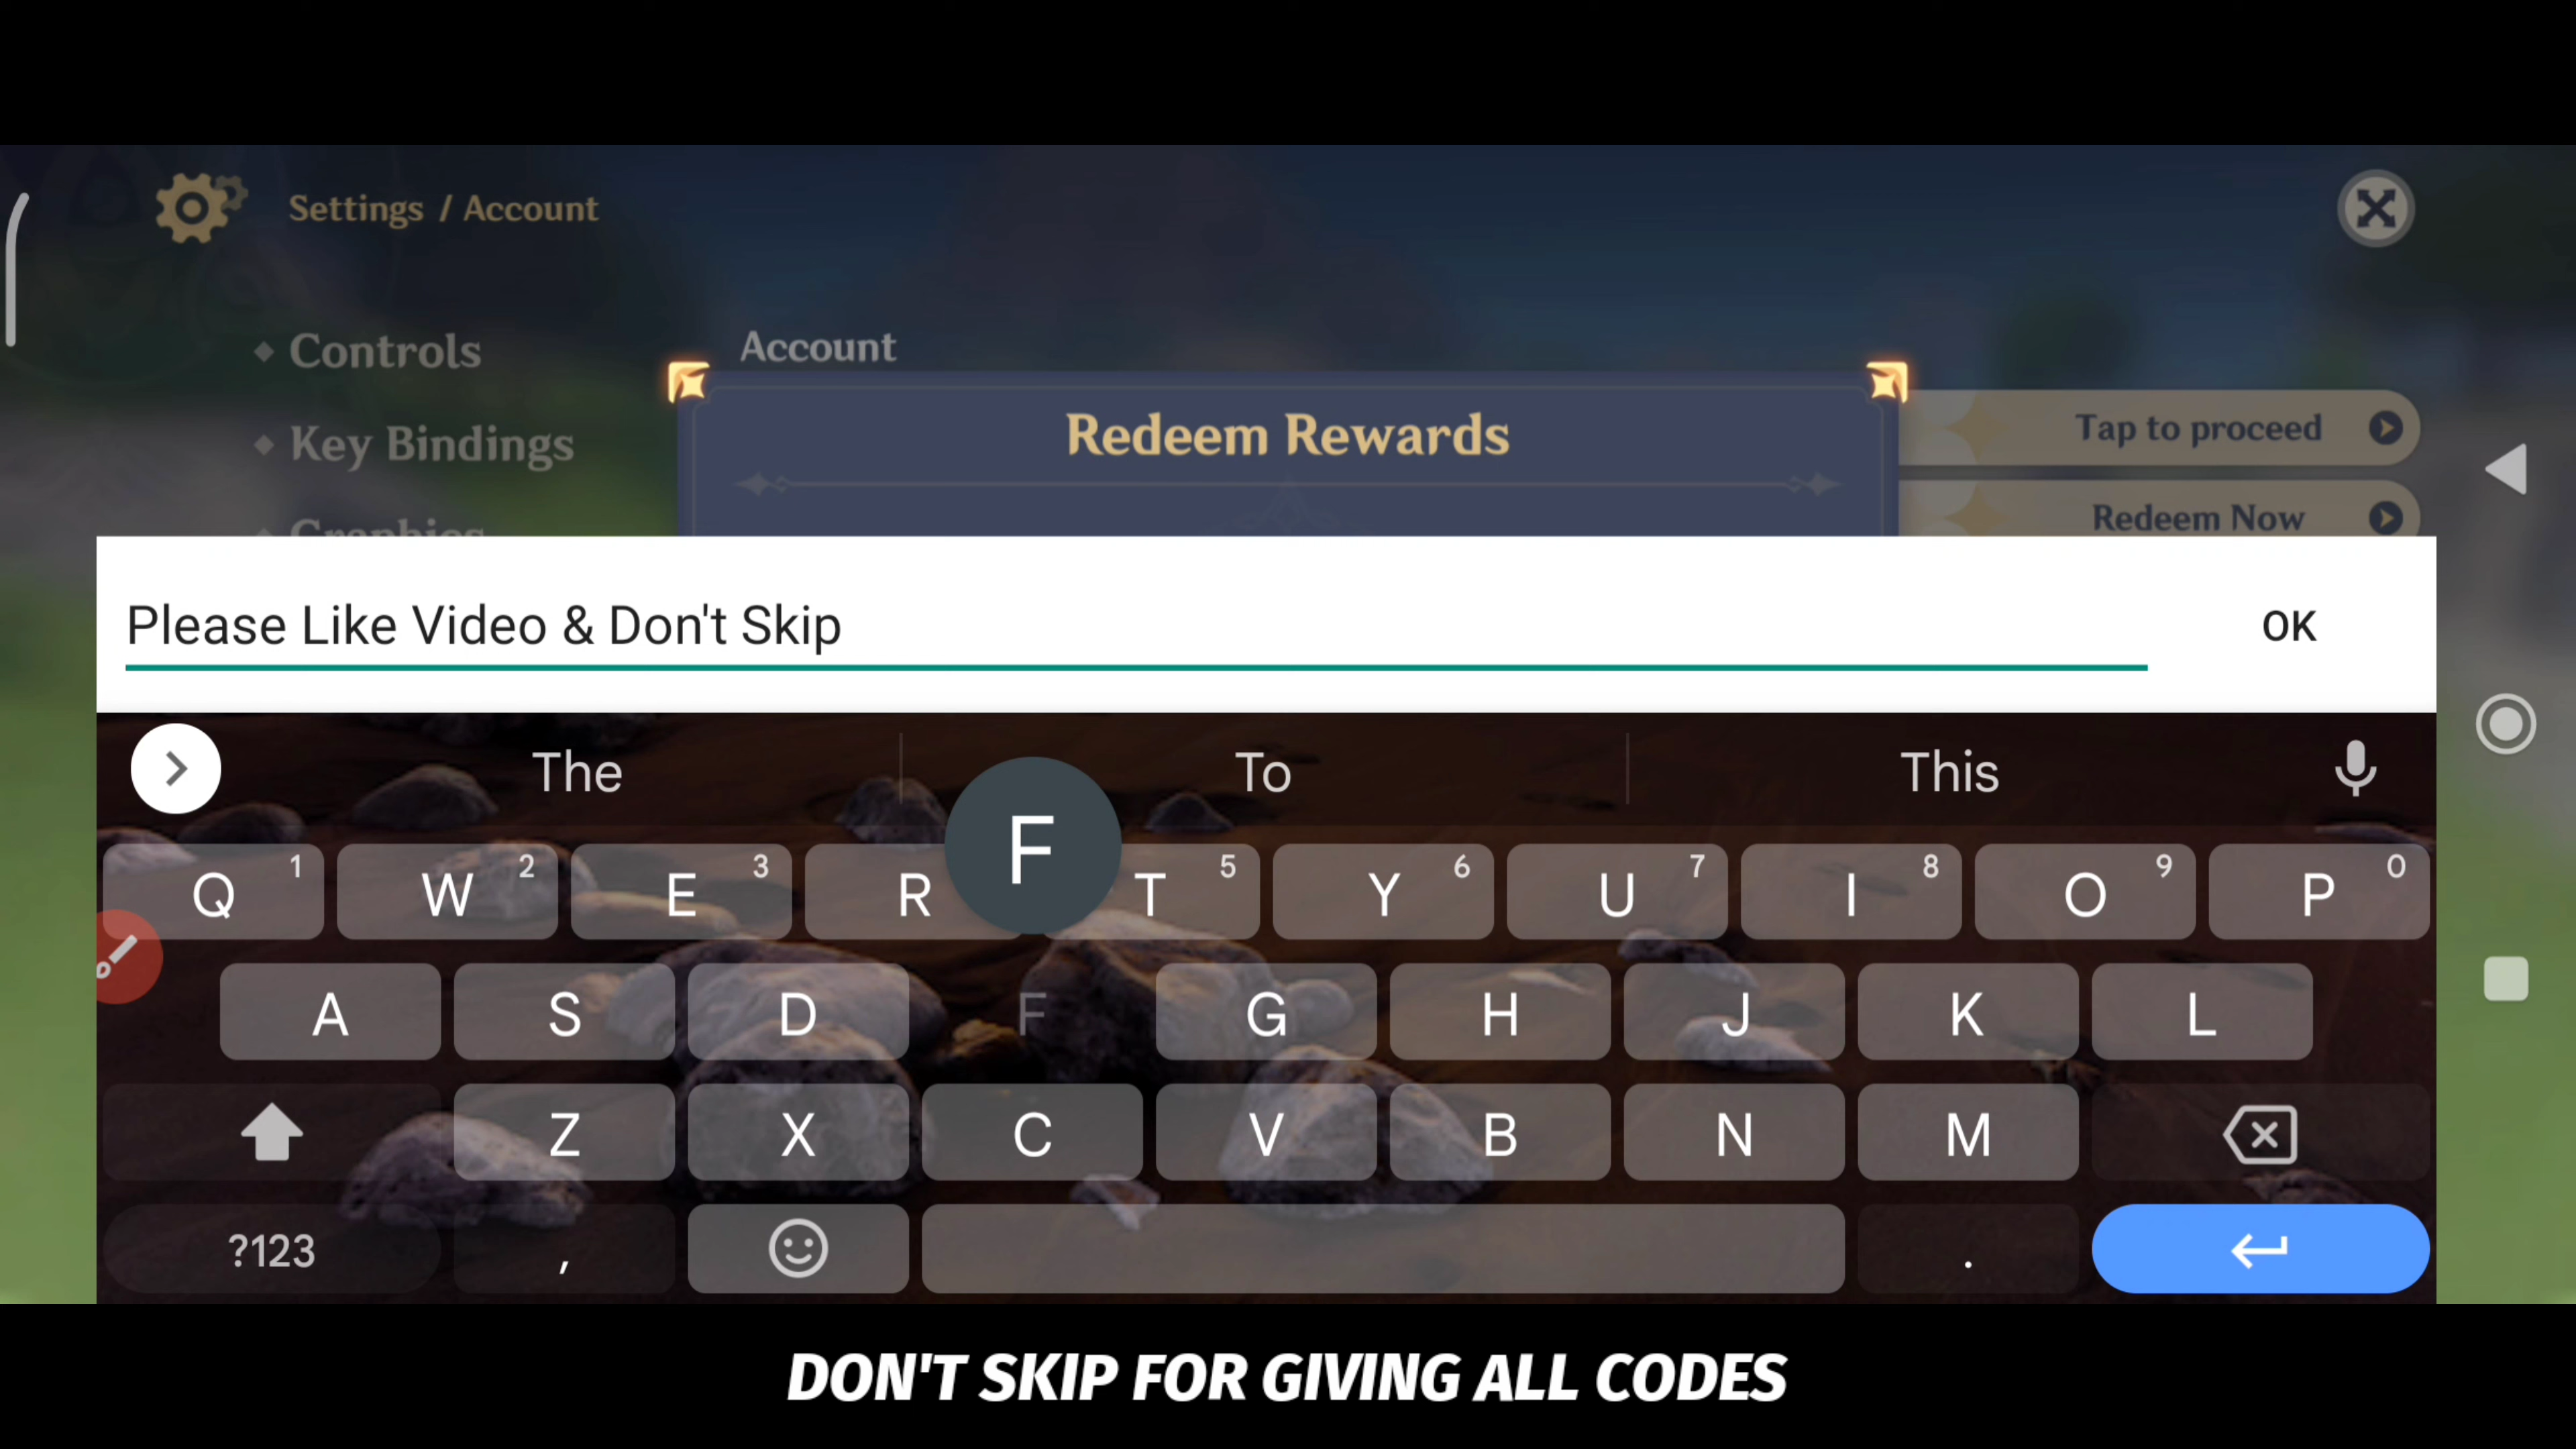 Settings / Account
Controls
Account
Key Bindings
Redeem Rewards
Tap to proceed
Graphics
Redeem Now
Please Like Video & Don't Skip
OK
The To This
F
Q 1 W 2 E 3 R T 5 Y 6 U 7 I 8 O 9 P 0
A S D F G H J K L
Z X C V B N M
?123 , .
DON'T SKIP FOR GIVING ALL CODES